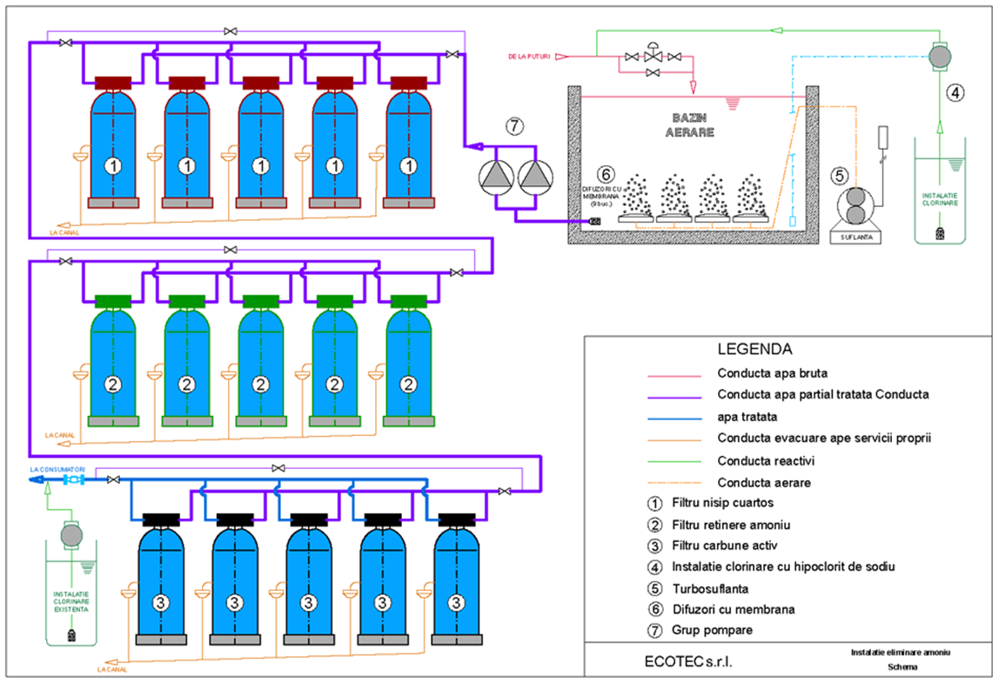 DE LA PUTURI
4
BAZIN
AERARE
7
1
1
1
1
1
6
DIFUZORI CU
MEMBRANA
(9buc.)
5
INSTALATIE
CLORINARE
LA CANAL
SUFLANTA
2
2
2
2
2
LA CANAL
LA CONSUMATORI
INSTALATIE
CLORINARE
EXISTENTA
3
3
3
3
3
LA CANAL
LEGENDA
Conducta apa bruta
Conducta apa partial tratata Conducta
apa tratata
Conducta evacuare ape servicii proprii
Conducta reactivi
Conducta aerare
1 Filtru nisip cuartos
2 Filtru retinere amoniu
3 Filtru carbune activ
4 Instalatie clorinare cu hipoclorit de sodiu
5 Turbosuflanta
6 Difuzori cu membrana
7 Grup pompare
ECOTEC s.r.l.
Instalatie eliminare amoniu
Schema